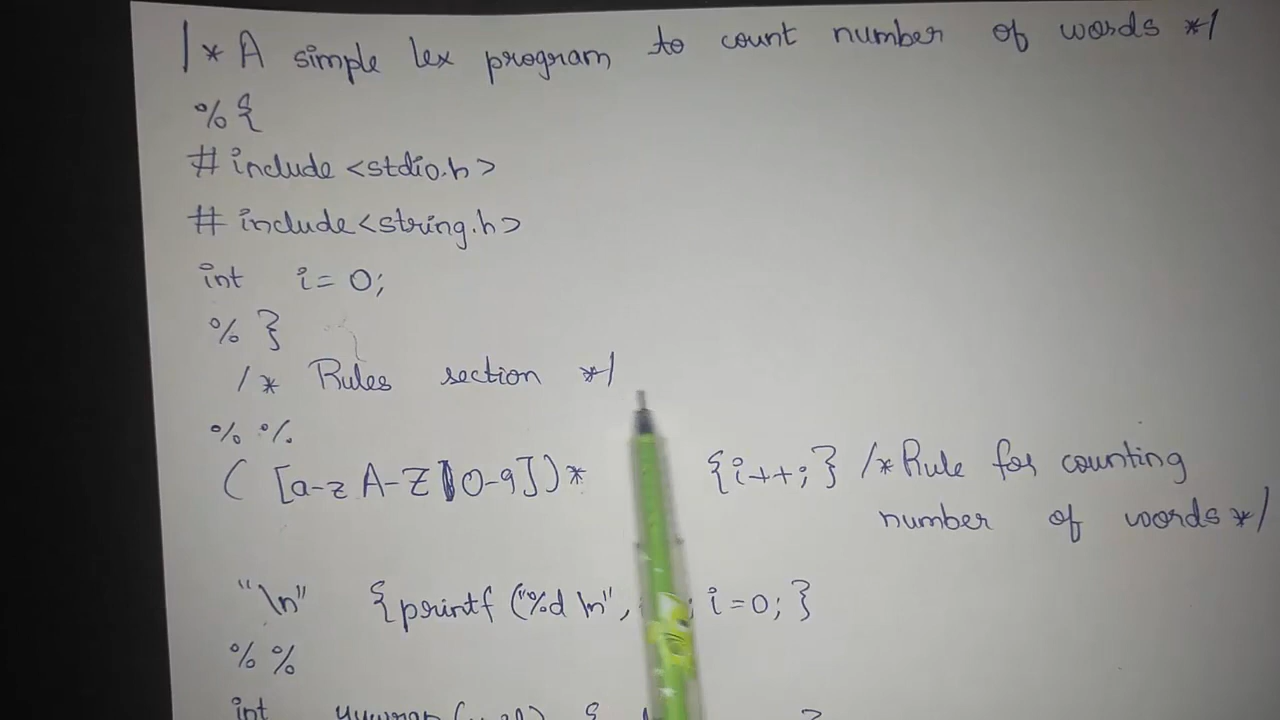 /* A simple lex program to count number of words */
%{
# include <stdio.h>
# include <string.h>
int i = 0;
%}
/* Rules section */
%%
([a-z A-Z 0-9])* {i++;} /* Rule for counting
number of words */
"\n" {printf ("%d \n", ; i=0;}
%%
int {